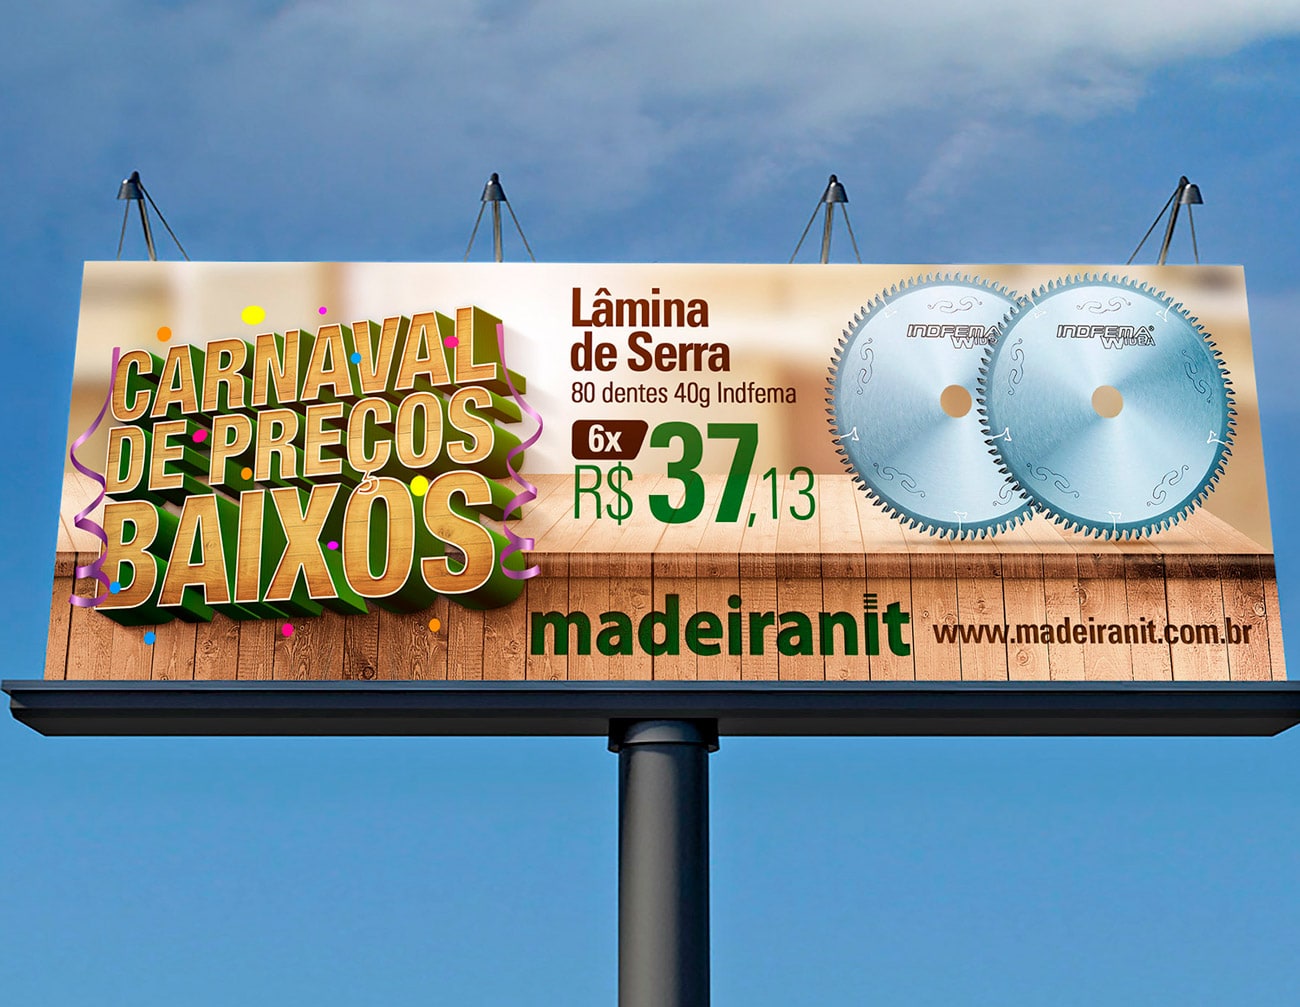 CARNAVAL
DE PREÇOS
BAIXOS
Lâmina
de Serra
80 dentes 40g Indfema
6x
R$ 37,13
INDFEMA
WIDEA
INDFEMA®
WIDEA
madeiranit
www.madeiranit.com.br